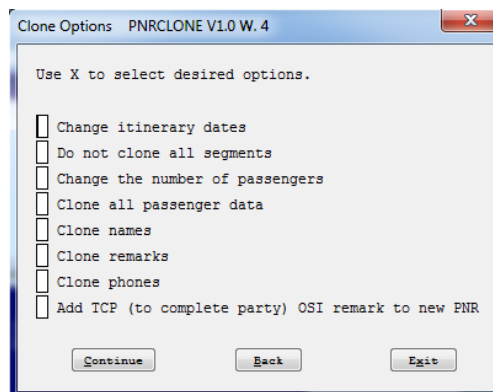 Clone Options PNRCLONE V1.0 W. 4
X
Use X to select desired options.
Change itinerary dates
Do not clone all segments
Change the number of passengers
Clone all passenger data
Clone names
Clone remarks
Clone phones
Add TCP (to complete party) OSI remark to new PNR
Continue Back Exit